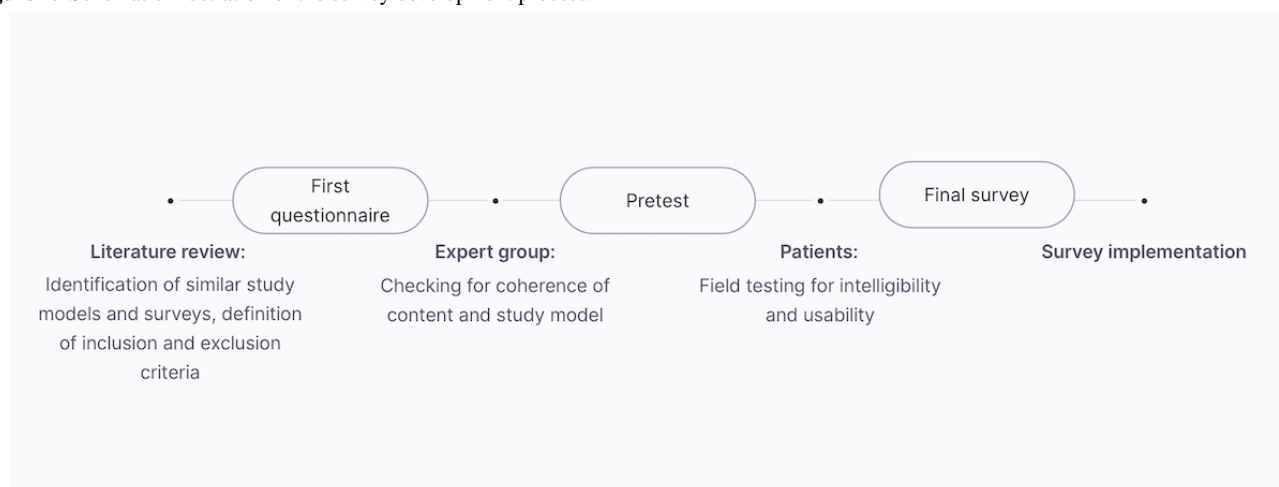 First
questionnaire
Pretest
Final survey
Literature review:
Identification of similar study
models and surveys, definition
of inclusion and exclusion
criteria
Expert group:
Checking for coherence of
content and study model
Patients:
Field testing for intelligibility
and usability
Survey implementation